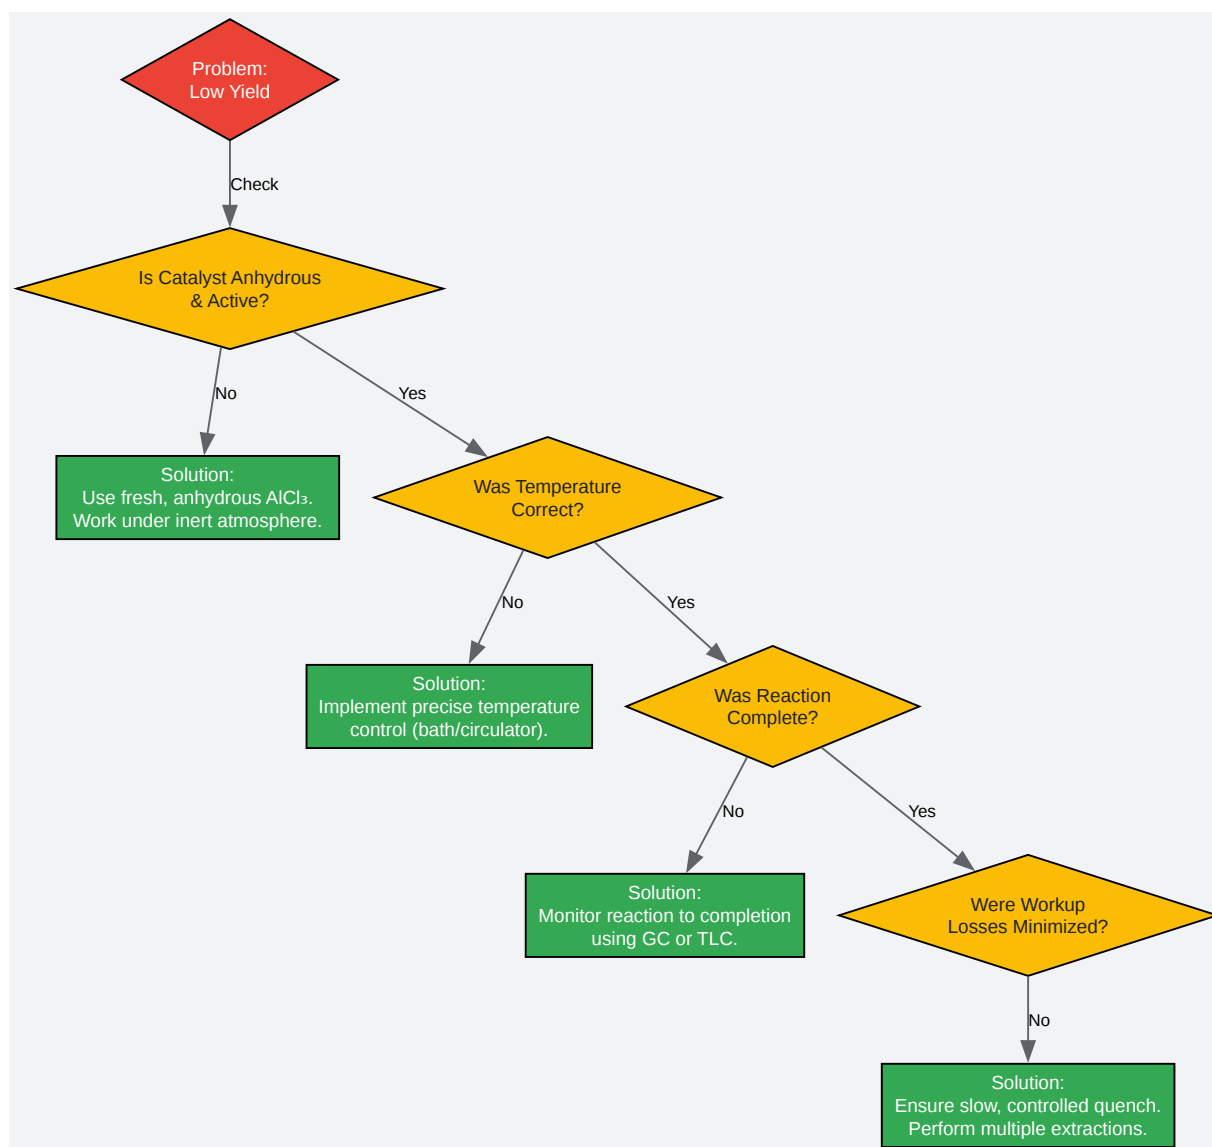 Problem:
Low Yield
Check
Is Catalyst Anhydrous
& Active?
No
Yes
Solution:
Use fresh, anhydrous AlCl₃.
Work under inert atmosphere.
Was Temperature
Correct?
No
Yes
Solution:
Implement precise temperature
control (bath/circulator).
Was Reaction
Complete?
No
Yes
Solution:
Monitor reaction to completion
using GC or TLC.
Were Workup
Losses Minimized?
No
Solution:
Ensure slow, controlled quench.
Perform multiple extractions.